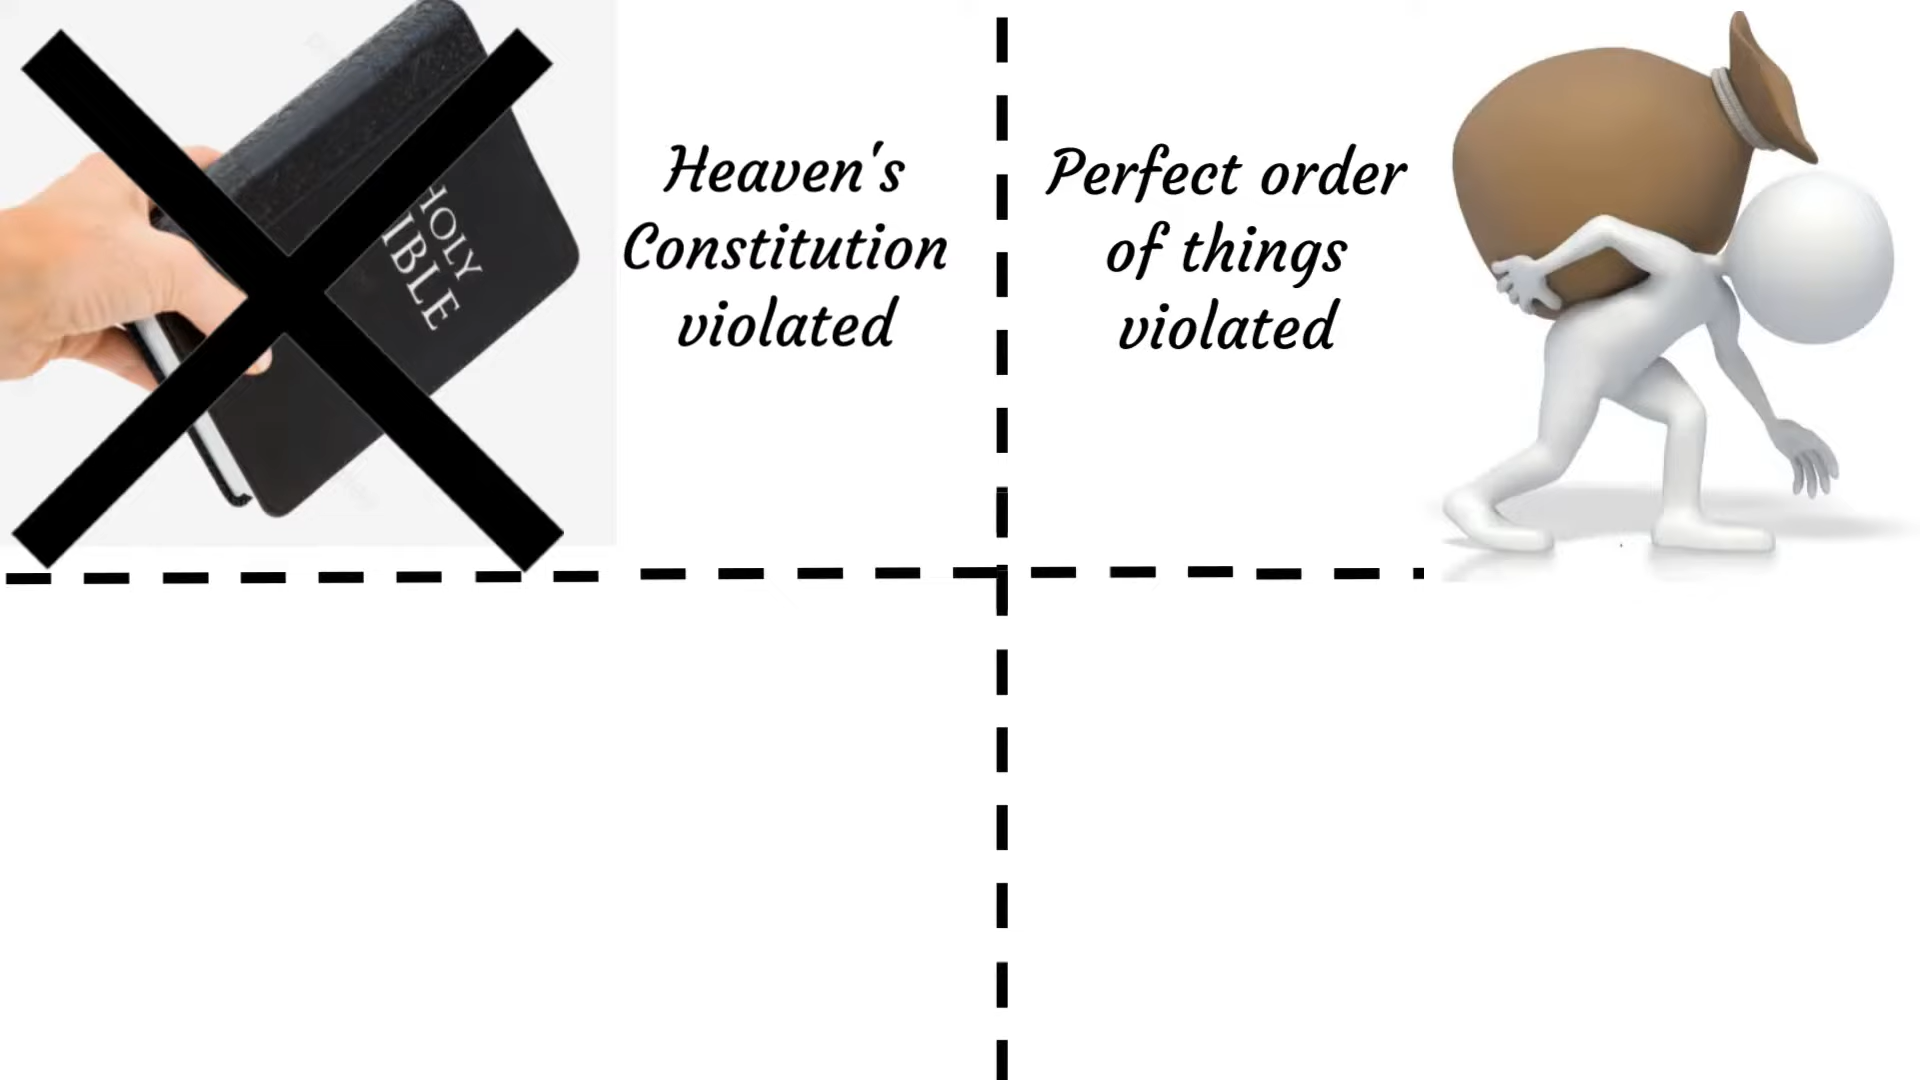 HOLY
BIBLE
Heaven's
Constitution
violated
Perfect order
of things
violated